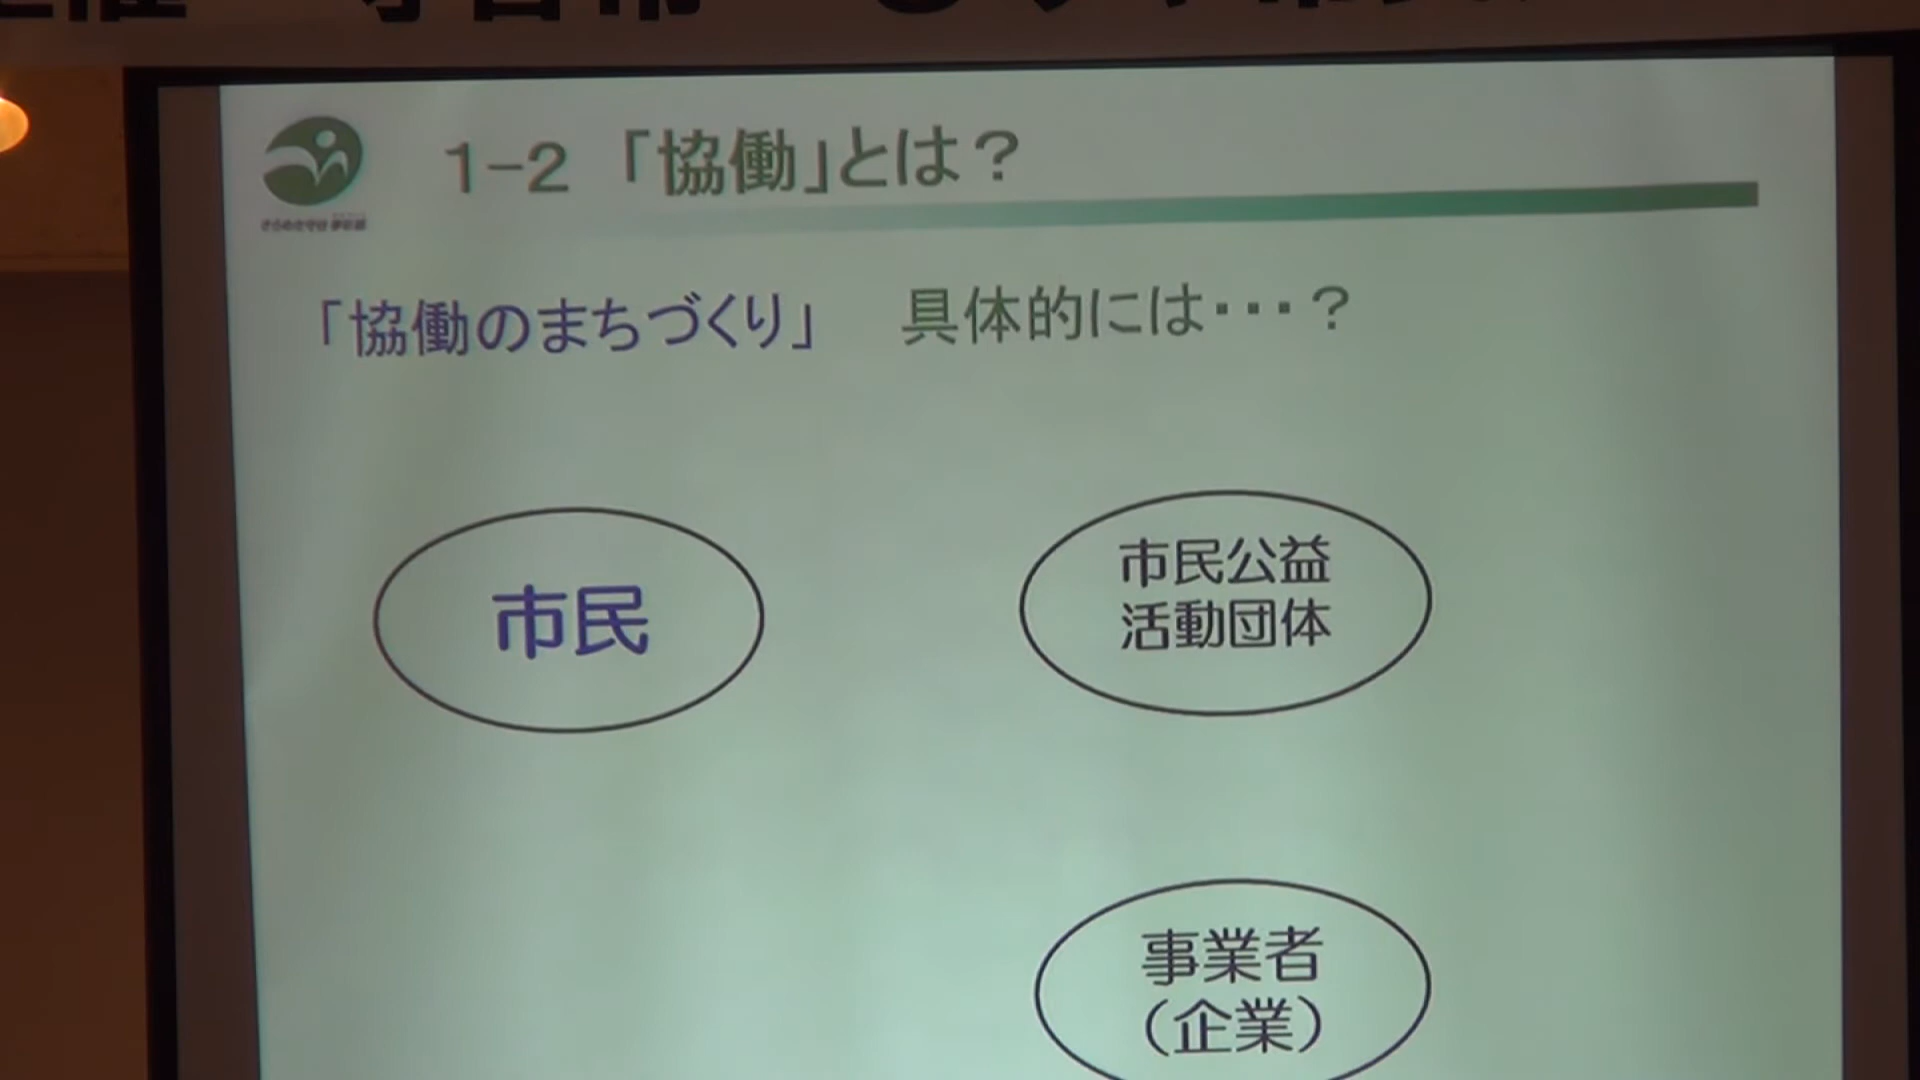 1-2 「協働」とは？
「協働のまちづくり」 具体的には・・・？
市民
市民公益
活動団体
事業者
（企業）